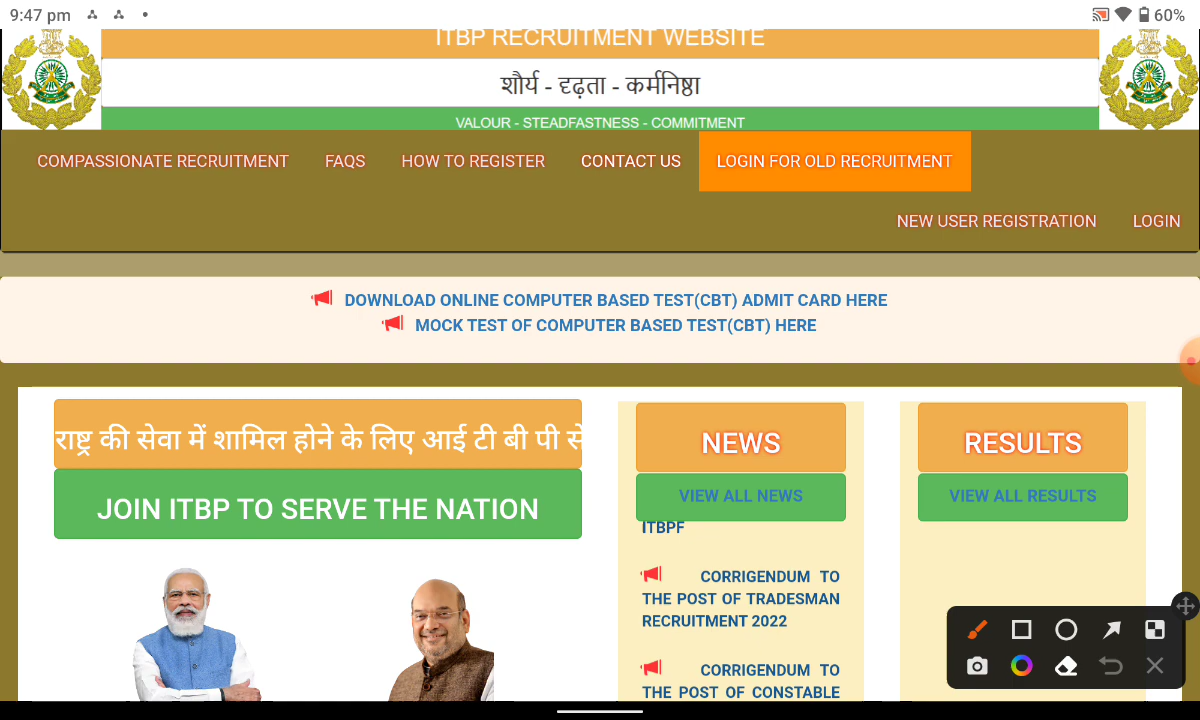 9:47 pm
60%
ITBP RECRUITMENT WEBSITE
शौर्य - दृढ़ता - कर्मनिष्ठा
VALOUR - STEADFASTNESS - COMMITMENT
COMPASSIONATE RECRUITMENT FAQS HOW TO REGISTER CONTACT US LOGIN FOR OLD RECRUITMENT
NEW USER REGISTRATION LOGIN
DOWNLOAD ONLINE COMPUTER BASED TEST(CBT) ADMIT CARD HERE
MOCK TEST OF COMPUTER BASED TEST(CBT) HERE
राष्ट्र की सेवा में शामिल होने के लिए आई टी बी पी से
JOIN ITBP TO SERVE THE NATION
NEWS
VIEW ALL NEWS
ITBPF
CORRIGENDUM TO
THE POST OF TRADESMAN
RECRUITMENT 2022
CORRIGENDUM TO
THE POST OF CONSTABLE
RESULTS
VIEW ALL RESULTS